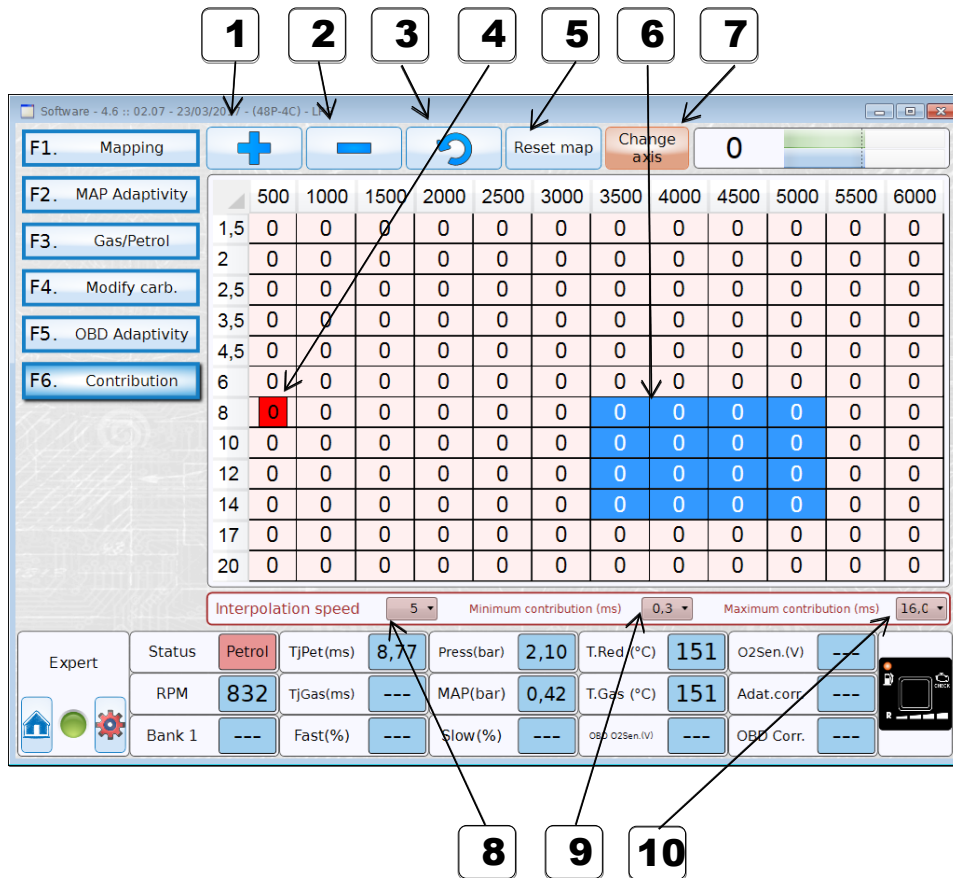 1 2 3 4 5 6 7
Software - 4.6 :: 02.07 - 23/03/2017 - (48P-4C) - LPG
F1. Mapping
Reset map
Change axis
0
F2. MAP Adaptivity
F3. Gas/Petrol
F4. Modify carb.
F5. OBD Adaptivity
F6. Contribution
500 1000 1500 2000 2500 3000 3500 4000 4500 5000 5500 6000
1,5 0 0 0 0 0 0 0 0 0 0 0 0
2 0 0 0 0 0 0 0 0 0 0 0 0
2,5 0 0 0 0 0 0 0 0 0 0 0 0
3,5 0 0 0 0 0 0 0 0 0 0 0 0
4,5 0 0 0 0 0 0 0 0 0 0 0 0
6 0 0 0 0 0 0 0 0 0 0 0 0
8 0 0 0 0 0 0 0 0 0 0 0 0
10 0 0 0 0 0 0 0 0 0 0 0 0
12 0 0 0 0 0 0 0 0 0 0 0 0
14 0 0 0 0 0 0 0 0 0 0 0 0
17 0 0 0 0 0 0 0 0 0 0 0 0
20 0 0 0 0 0 0 0 0 0 0 0 0
Interpolation speed 5 Minimum contribution (ms) 0,3 Maximum contribution (ms) 16,0
Expert
Status Petrol TjPet(ms) 8,77 Press(bar) 2,10 T.Red.(°C) 151 O2Sen.(V) ---
RPM 832 TjGas(ms) --- MAP(bar) 0,42 T.Gas (°C) 151 Adat.corr. ---
Bank 1 --- Fast(%) --- Slow(%) --- OBD O2Sen.(V) --- OBD Corr. ---
CHECK
R
8 9 10